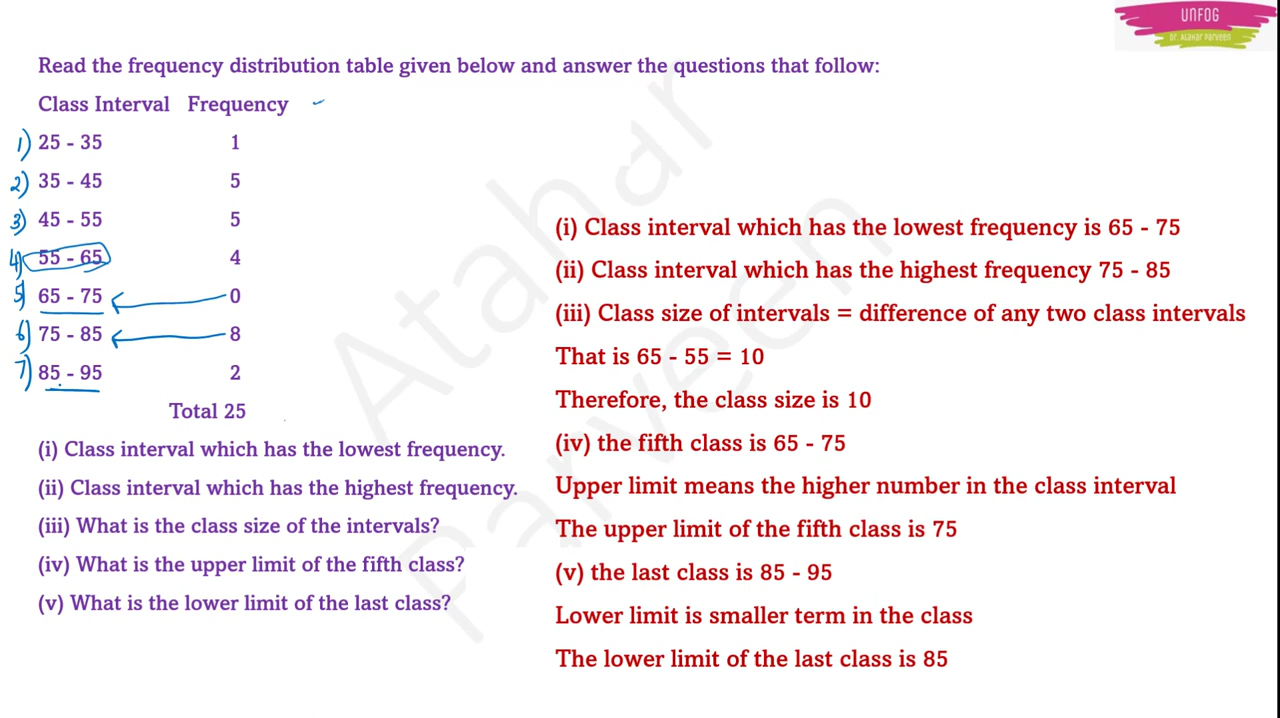 UNFOG
Dr. Atahar Parveen
Read the frequency distribution table given below and answer the questions that follow:
Class Interval Frequency
1) 25 - 35 1
2) 35 - 45 5
3) 45 - 55 5
4) 55 - 65 4
5) 65 - 75 0
6) 75 - 85 8
7) 85 - 95 2
Total 25
(i) Class interval which has the lowest frequency.
(ii) Class interval which has the highest frequency.
(iii) What is the class size of the intervals?
(iv) What is the upper limit of the fifth class?
(v) What is the lower limit of the last class?
(i) Class interval which has the lowest frequency is 65 - 75
(ii) Class interval which has the highest frequency 75 - 85
(iii) Class size of intervals = difference of any two class intervals
That is 65 - 55 = 10
Therefore, the class size is 10
(iv) the fifth class is 65 - 75
Upper limit means the higher number in the class interval
The upper limit of the fifth class is 75
(v) the last class is 85 - 95
Lower limit is smaller term in the class
The lower limit of the last class is 85
Atahar
Parveen